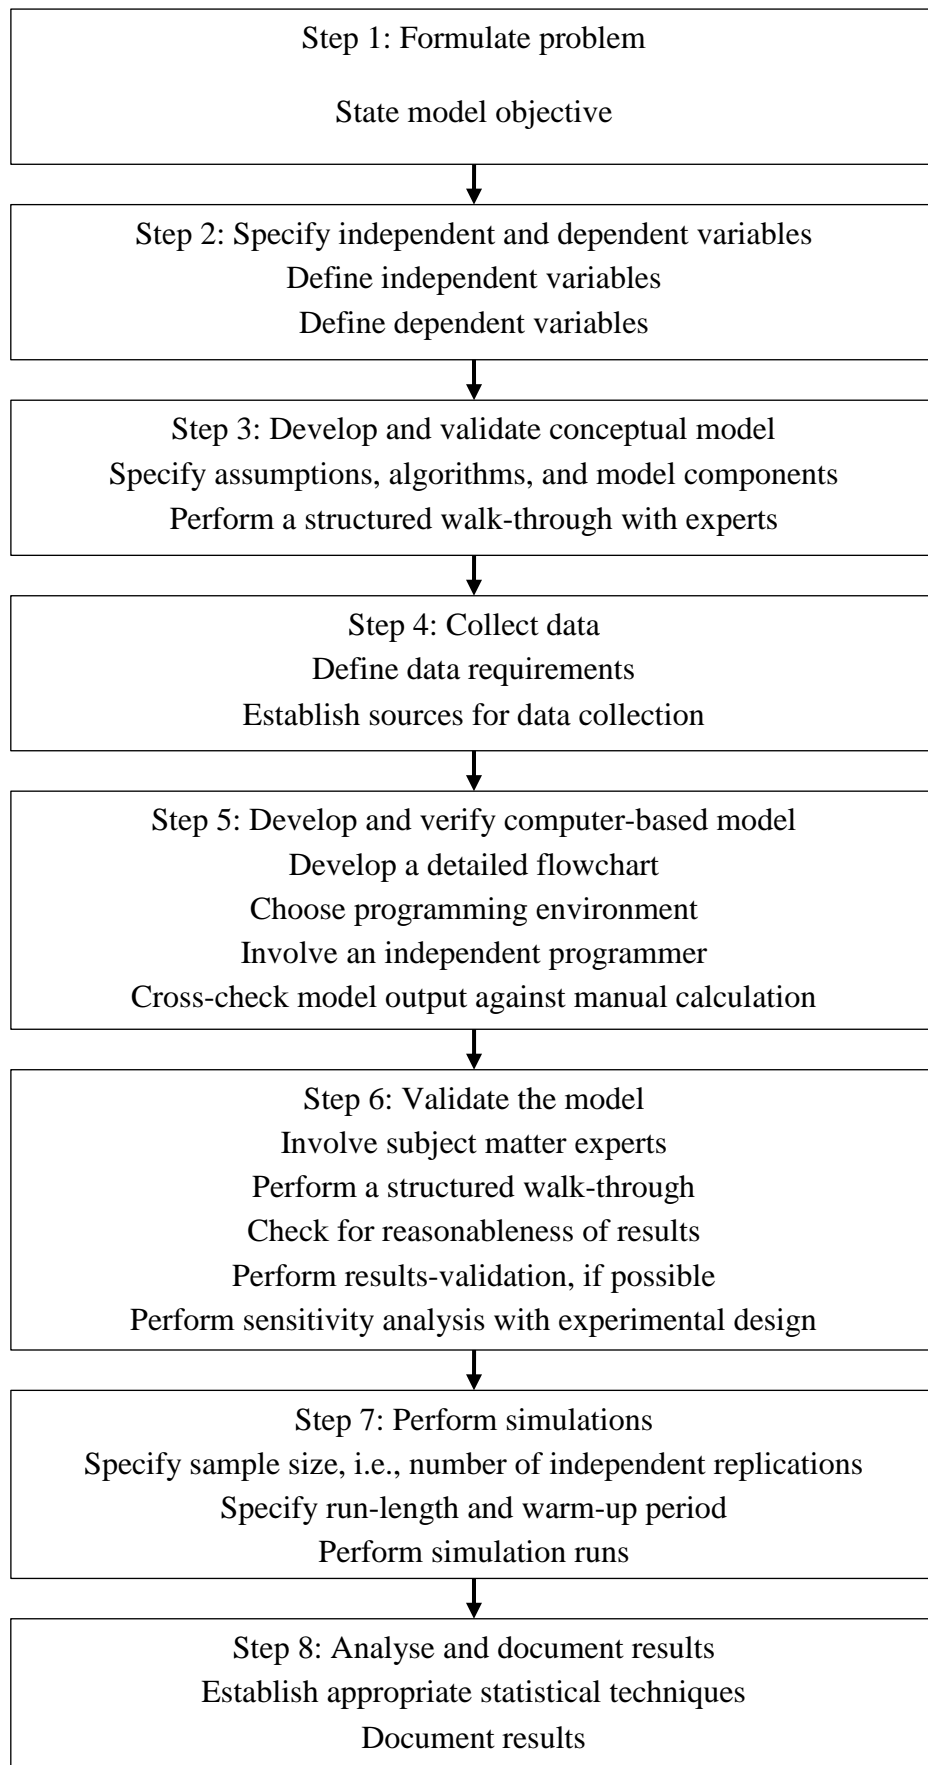 Step 1: Formulate problem
State model objective
Step 2: Specify independent and dependent variables
Define independent variables
Define dependent variables
Step 3: Develop and validate conceptual model
Specify assumptions, algorithms, and model components
Perform a structured walk-through with experts
Step 4: Collect data
Define data requirements
Establish sources for data collection
Step 5: Develop and verify computer-based model
Develop a detailed flowchart
Choose programming environment
Involve an independent programmer
Cross-check model output against manual calculation
Step 6: Validate the model
Involve subject matter experts
Perform a structured walk-through
Check for reasonableness of results
Perform results-validation, if possible
Perform sensitivity analysis with experimental design
Step 7: Perform simulations
Specify sample size, i.e., number of independent replications
Specify run-length and warm-up period
Perform simulation runs
Step 8: Analyse and document results
Establish appropriate statistical techniques
Document results